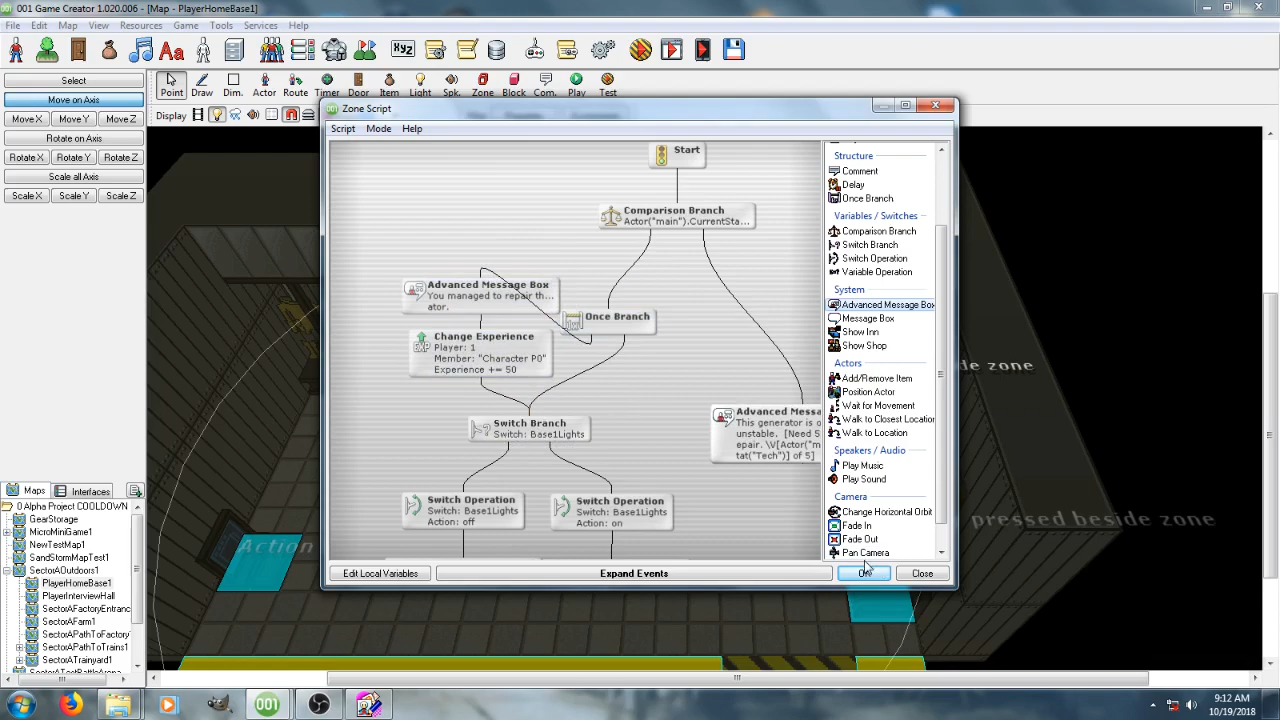 001 Game Creator 1.020.006 - [Map - PlayerHomeBase1]
File Edit Map View Resources Game Tools Services Help
Aa
XYZ
Select
Move on Axis
Move X Move Y Move Z
Rotate on Axis
Rotate X Rotate Y Rotate Z
Scale all Axis
Scale X Scale Y Scale Z
Point Draw Dim. Actor Route Timer Door Item Light Spk. Zone Block Com. Play Test
Display
001 Zone Script
Script Mode Help
Start
Comparison Branch
Actor("main").CurrentSta...
Advanced Message Box
You managed to repair th...
ator.
Once Branch
EXP
Change Experience
Player: 1
Member: "Character P0"
Experience += 50
Switch Branch
Switch: Base1Lights
Switch Operation
Switch: Base1Lights
Action: off
Switch Operation
Switch: Base1Lights
Action: on
Advanced Messa
This generator is o
unstable. [Need 5
epair. \V[Actor("m
tat("Tech")] of 5]
Structure
Comment
Delay
Once Branch
Variables / Switches
Comparison Branch
Switch Branch
Switch Operation
Variable Operation
System
Advanced Message Box
Message Box
Show Inn
Show Shop
Actors
Add/Remove Item
Position Actor
Wait for Movement
Walk to Closest Location
Walk to Location
Speakers / Audio
Play Music
Play Sound
Camera
Change Horizontal Orbit
Fade In
Fade Out
Pan Camera
Edit Local Variables
Expand Events
Close
side zone
pressed beside zone
Action
Maps Interfaces
0 Alpha Project COOLDOWN
GearStorage
MicroMiniGame1
NewTestMap1
SandStormMapTest1
SectorAOutdoors1
PlayerHomeBase1
PlayerInterviewHall
SectorAFactoryEntranc
SectorAFarm1
SectorAPathToFactory
SectorAPathToTrains1
SectorATrainyard1
001
9:12 AM
10/19/2018